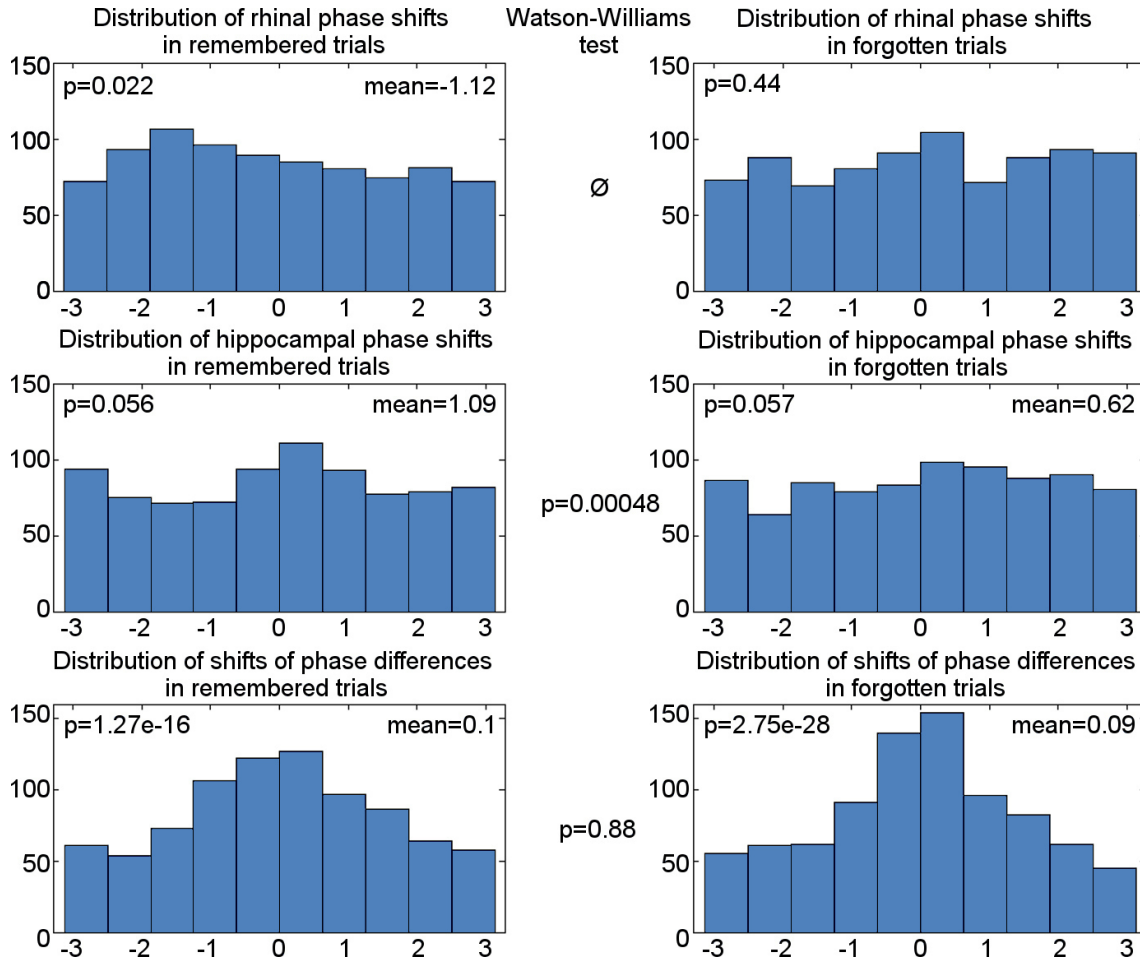 Distribution of rhinal phase shifts
in remembered trials
Watson-Williams
test
Distribution of rhinal phase shifts
in forgotten trials
p=0.022 mean=-1.12
150
100
50
0
-3 -2 -1 0 1 2 3
Ø
p=0.44
150
100
50
0
-3 -2 -1 0 1 2 3
Distribution of hippocampal phase shifts
in remembered trials
p=0.056 mean=1.09
150
100
50
0
-3 -2 -1 0 1 2 3
p=0.00048
Distribution of hippocampal phase shifts
in forgotten trials
p=0.057 mean=0.62
150
100
50
0
-3 -2 -1 0 1 2 3
Distribution of shifts of phase differences
in remembered trials
p=1.27e-16 mean=0.1
150
100
50
0
-3 -2 -1 0 1 2 3
p=0.88
Distribution of shifts of phase differences
in forgotten trials
p=2.75e-28 mean=0.09
150
100
50
0
-3 -2 -1 0 1 2 3